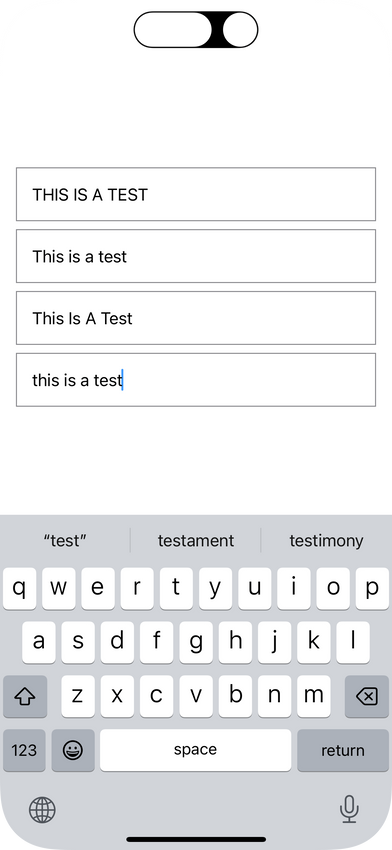 THIS IS A TEST
This is a test
This Is A Test
this is a test
“test” testament testimony
q w e r t y u i o p
a s d f g h j k l
z x c v b n m
123 space return